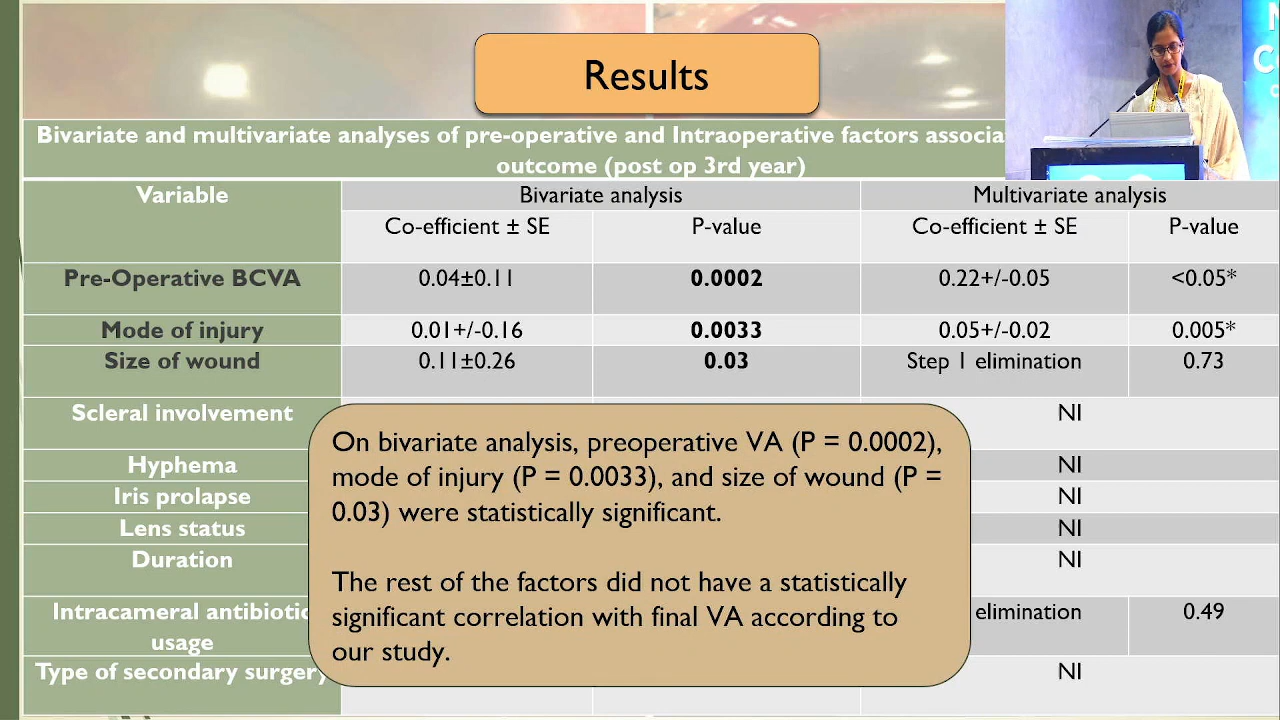 Results
Bivariate and multivariate analyses of pre-operative and Intraoperative factors
outcome (post op 3rd year)
Variable
Bivariate analysis
Multivariate analysis
Co-efficient ± SE
P-value
Co-efficient ± SE
P-value
Pre-Operative BCVA
0.04±0.11
0.0002
0.22+/-0.05
<0.05*
Mode of injury
0.01+/-0.16
0.0033
0.05+/-0.02
0.005*
Size of wound
0.11±0.26
0.03
Step 1 elimination
0.73
Scleral involvement
NI
Hyphema
NI
Iris prolapse
NI
Lens status
NI
Duration
NI
Intracameral antibiotic
usage
elimination
0.49
Type of secondary surgery
NI
On bivariate analysis, preoperative VA (P = 0.0002),
mode of injury (P = 0.0033), and size of wound (P =
0.03) were statistically significant.
The rest of the factors did not have a statistically
significant correlation with final VA according to
our study.